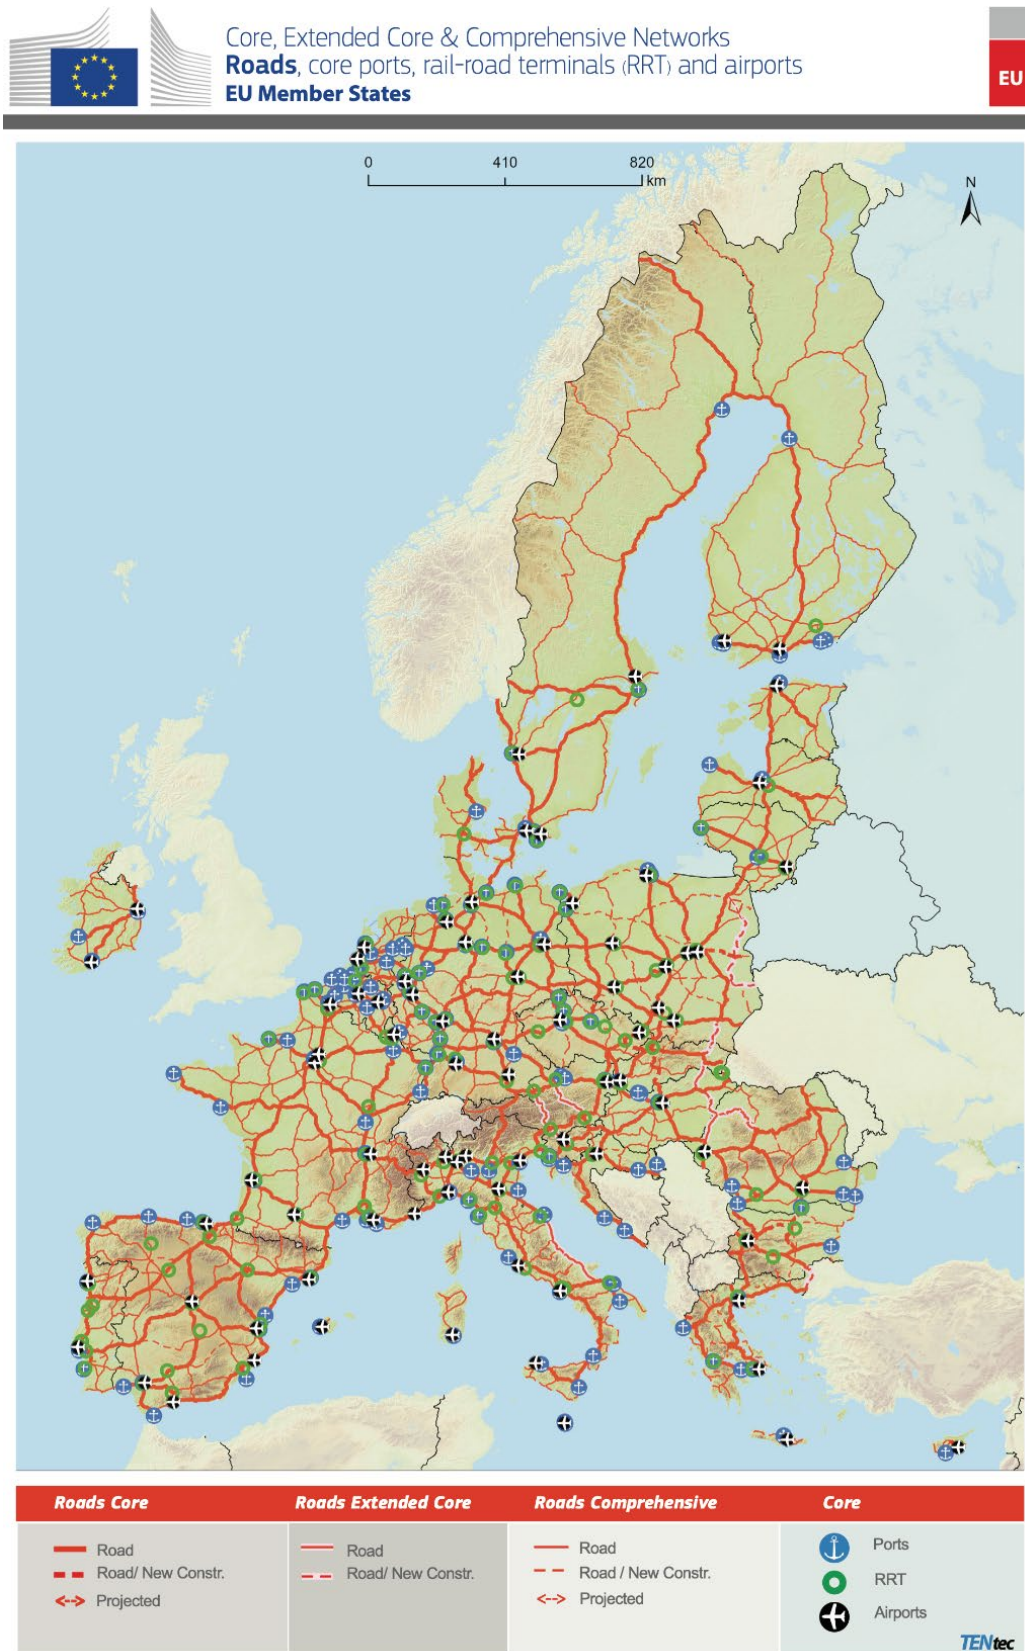 Core, Extended Core & Comprehensive Networks
Roads, core ports, rail-road terminals (RRT) and airports
EU Member States
EU
0 410 820
km
N
Roads Core
Road
Road/ New Constr.
Projected
Roads Extended Core
Road
Road/ New Constr.
Roads Comprehensive
Road
Road / New Constr.
Projected
Core
Ports
RRT
Airports
TENtec